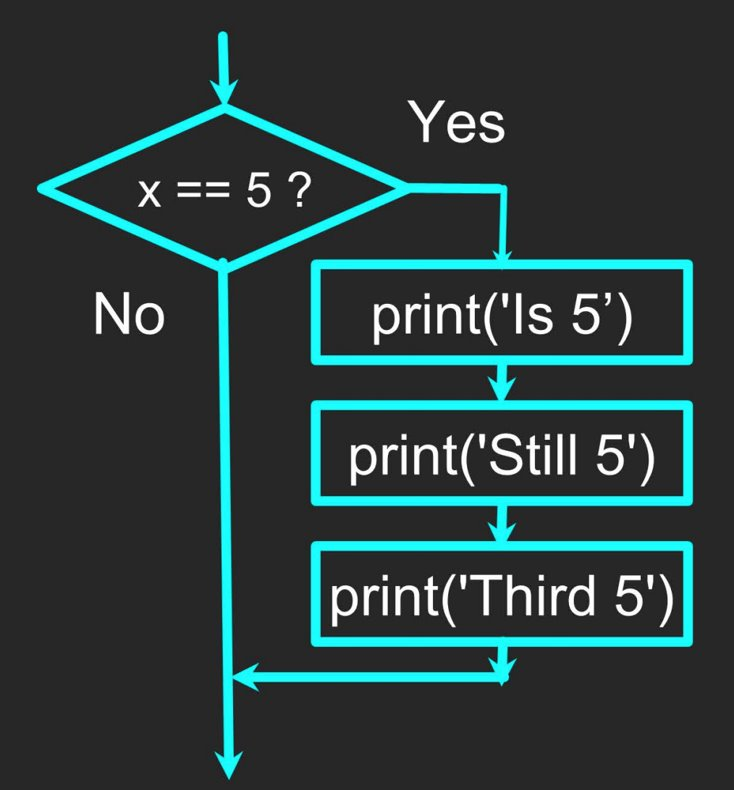 Yes
x == 5 ?
No
print('Is 5’)
print('Still 5')
print('Third 5')